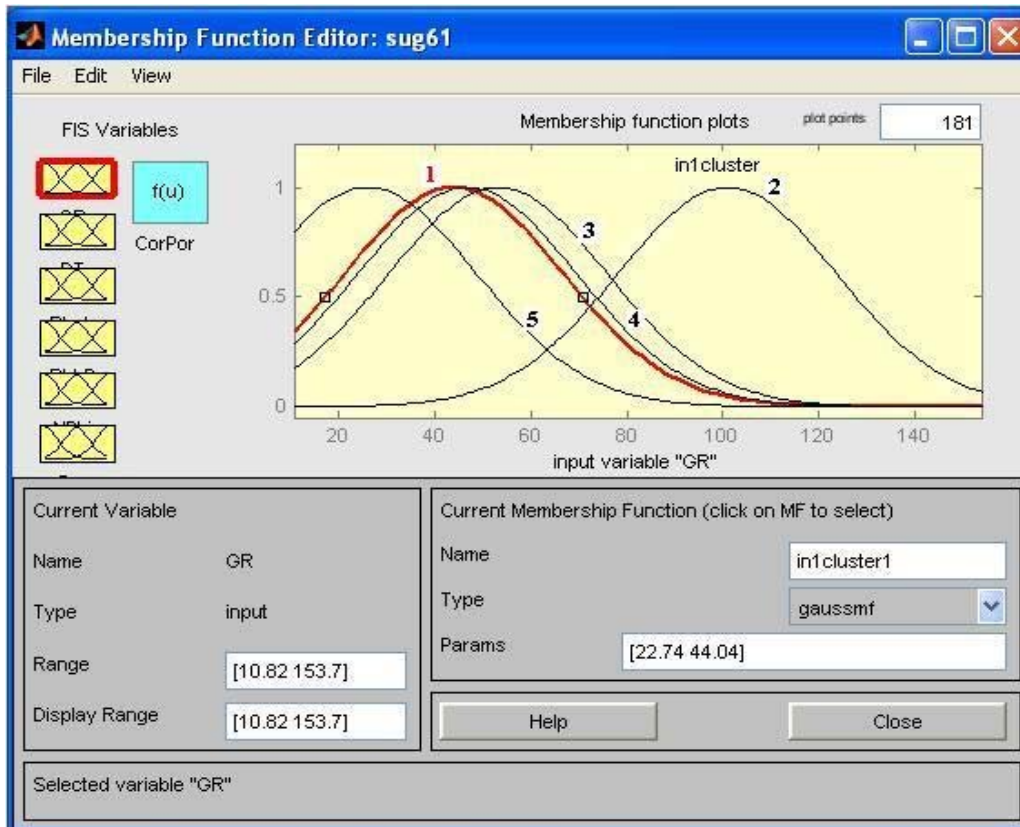 Membership Function Editor: sug61
File Edit View
FIS Variables
f(u)
CorPor
Membership function plots
plot points:
181
in1cluster
1
2
3
4
5
1
0.5
0
20 40 60 80 100 120 140
input variable "GR"
Current Variable
Name GR
Type input
Range [10.82 153.7]
Display Range [10.82 153.7]
Current Membership Function (click on MF to select)
Name in1cluster1
Type gaussmf
Params [22.74 44.04]
Help Close
Selected variable "GR"